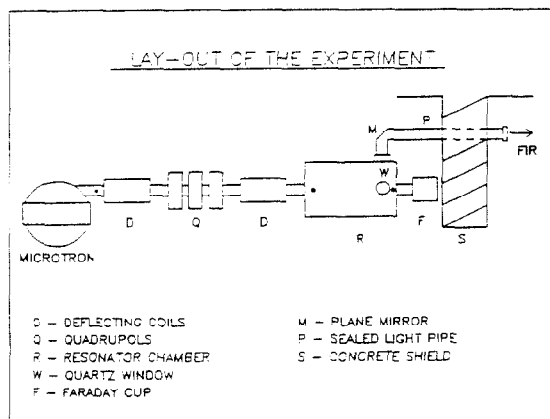 LAY-OUT OF THE EXPERIMENT
P
M
FIR
W
D
Q
D
R
F
S
MICROTRON
D - DEFLECTING COILS
Q - QUADRUPOLS
R - RESONATOR CHAMBER
W - QUARTZ WINDOW
F - FARADAY CUP
M - PLANE MIRROR
P - SEALED LIGHT PIPE
S - CONCRETE SHIELD